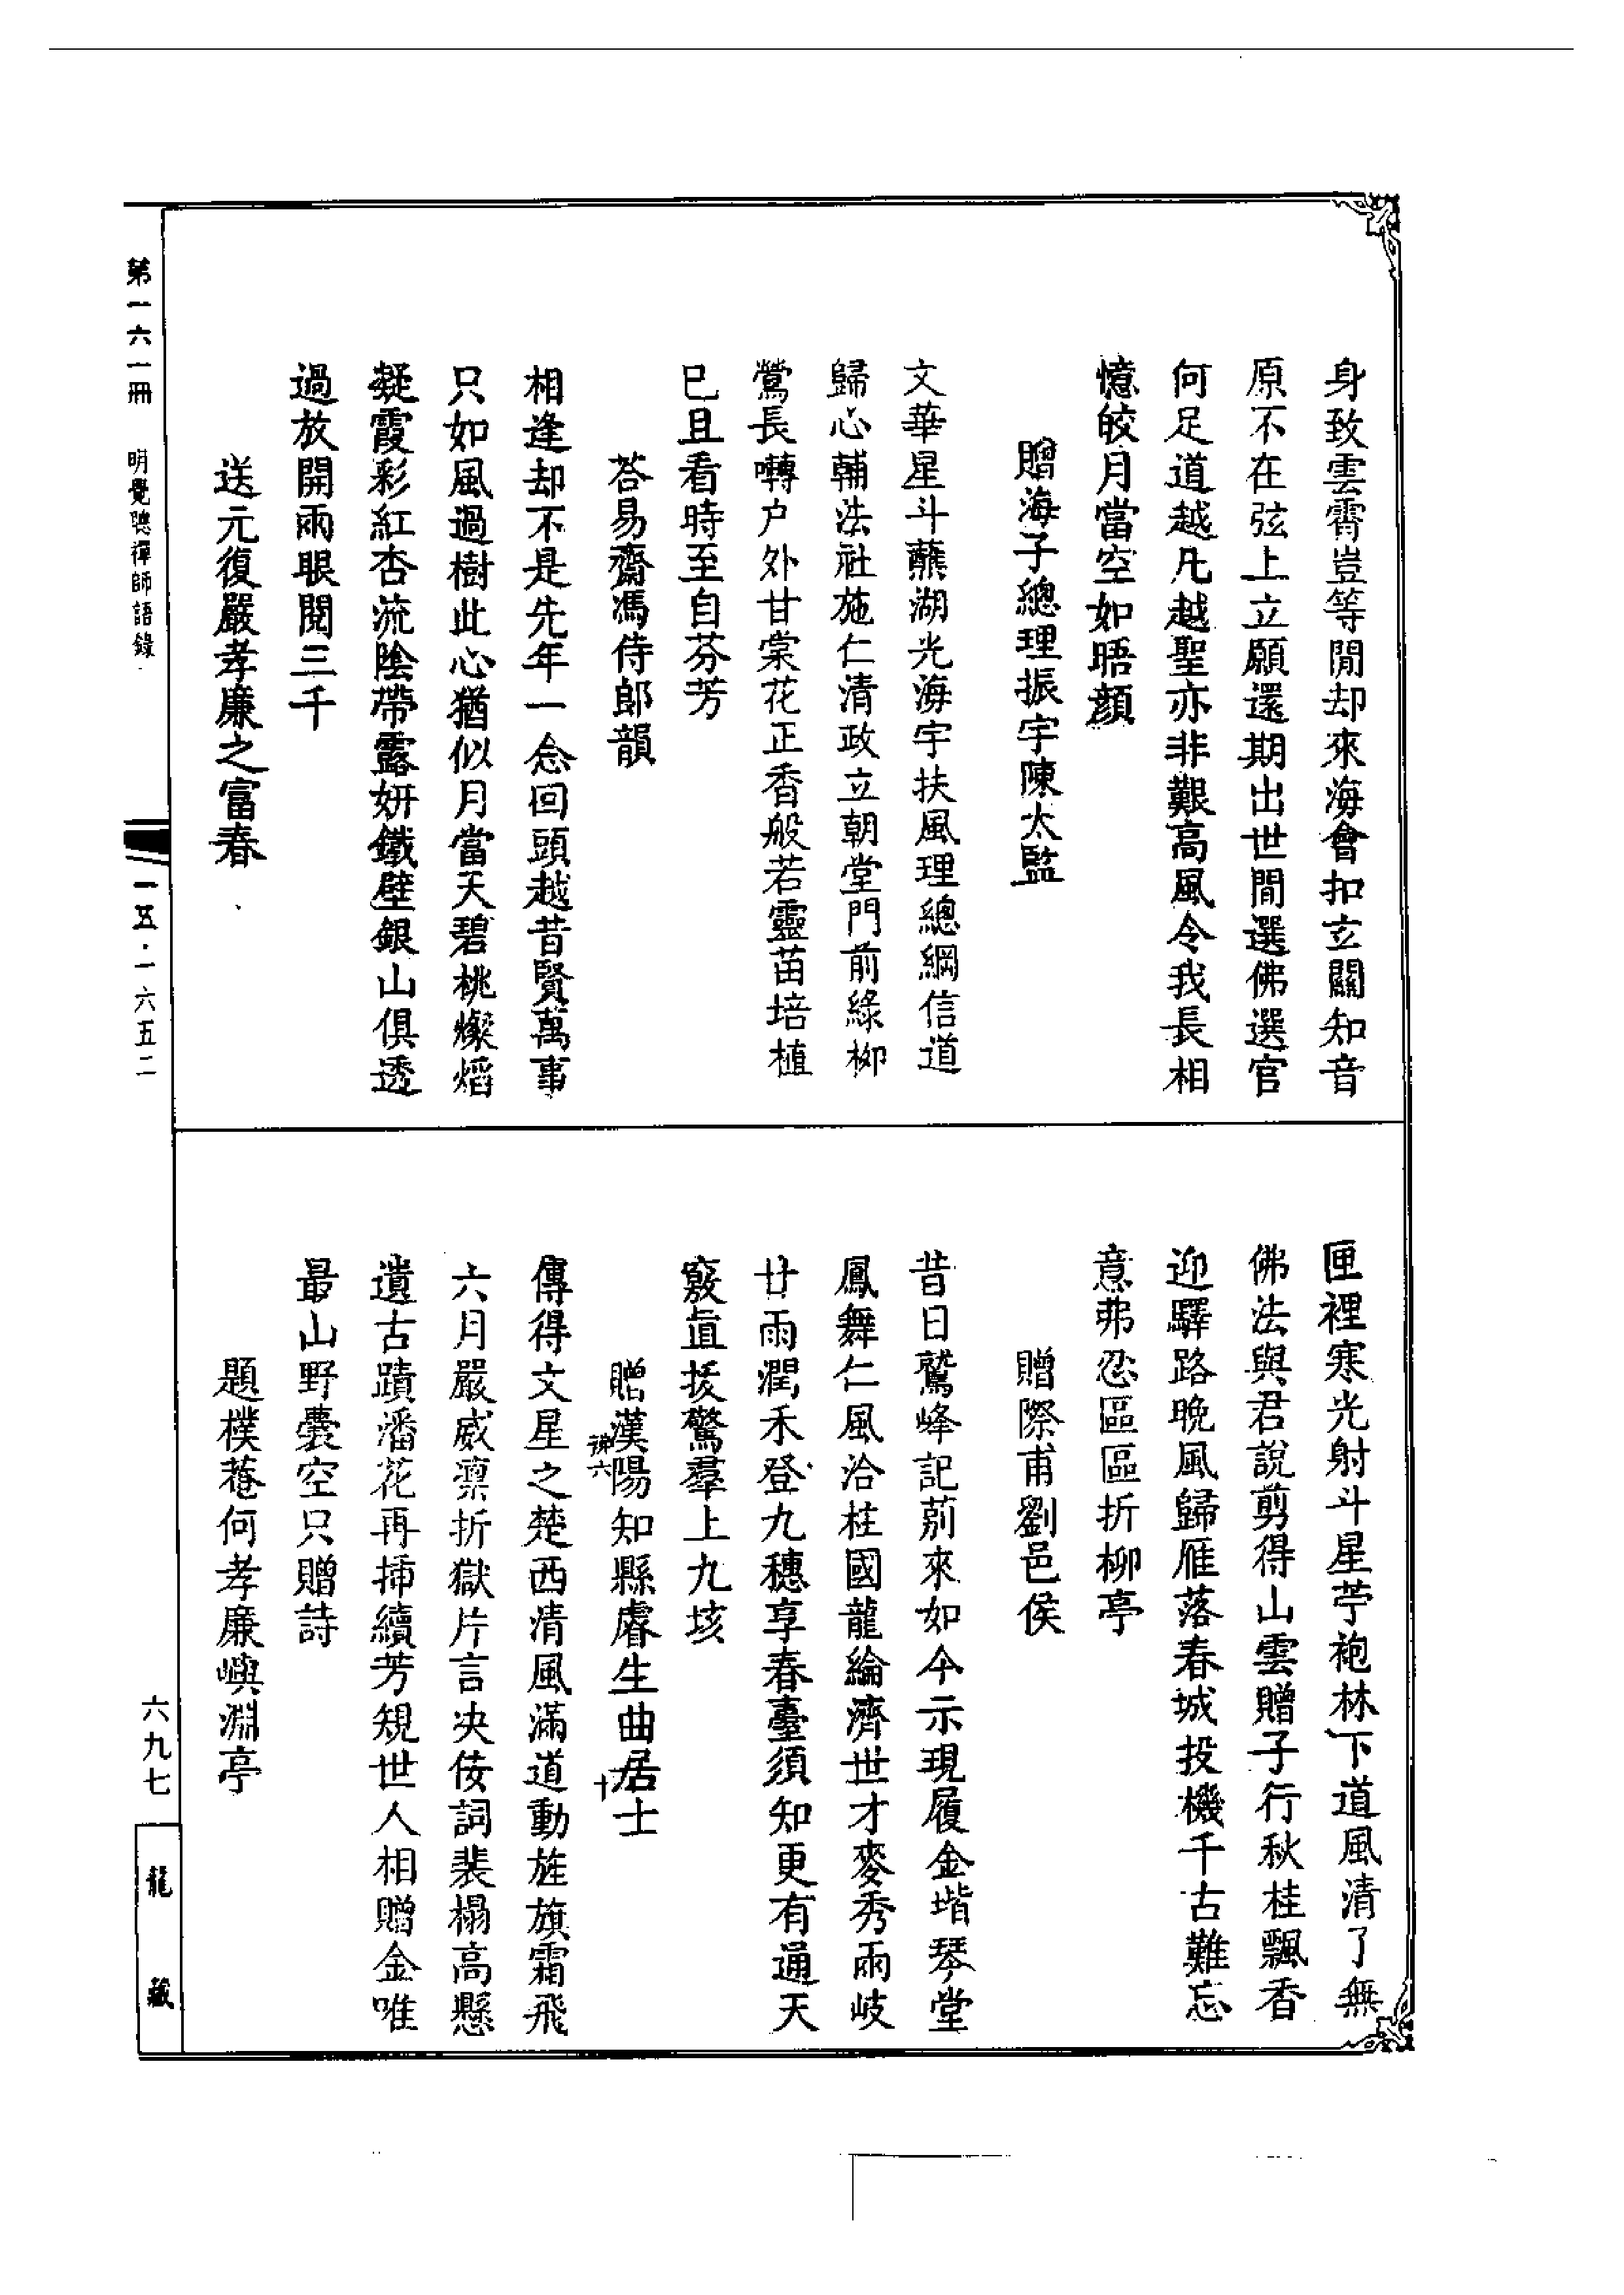 身致雲霄豈等閒却來海會扣玄關知音
原不在弦上立願還期出世間選佛選官
何足道越凡越聖亦非艱高風令我長相
憶皎月當空如晤顏
贈海子總理振宇陳太監
文華星斗蘸湖光海宇扶風理總綱信道
歸心輔法社施仁清政立朝堂門前綠柳
鶯長囀户外甘棠花正香般若靈苗培植
已且看時至自芬芳
荅易齋馮侍郎韻
相逢却不是先年一念回頭越昔賢萬事
只如風過樹此心猶似月當天碧桃燦熖
凝霞彩紅杏流陰帶露妍鐵壁銀山俱透
過放開兩眼閱三千
送元復嚴孝廉之富春
匣裡寒光射斗星苧袍林下道風清了無
佛法與君說剪得山雲贈子行秋桂飄香
迎驛路晚風歸雁落春城投機千古難忘
意弗忍區區折柳亭
贈際甫劉邑侯
昔日鷲峰記莂來如今示現履金堦琴堂
鳳舞仁風洽桂國龍綸濟世才麥秀兩岐
廿雨潤禾登九穗享春臺須知更有通天
竅直拔驚羣上九垓
贈漢陽知縣睿生曲居士
弟六
十
傳得文星之楚西清風滿道動旌旗霜飛
六月嚴威凛折獄片言决佞詞裴榻高懸
遺古蹟潘花再揷續芳規世人相贈金唯
最山野囊空只贈詩
題樸菴何孝廉嶼淵亭
第一六一冊
明覺聰禪師語錄
一五·一六五二
六九七
龍藏